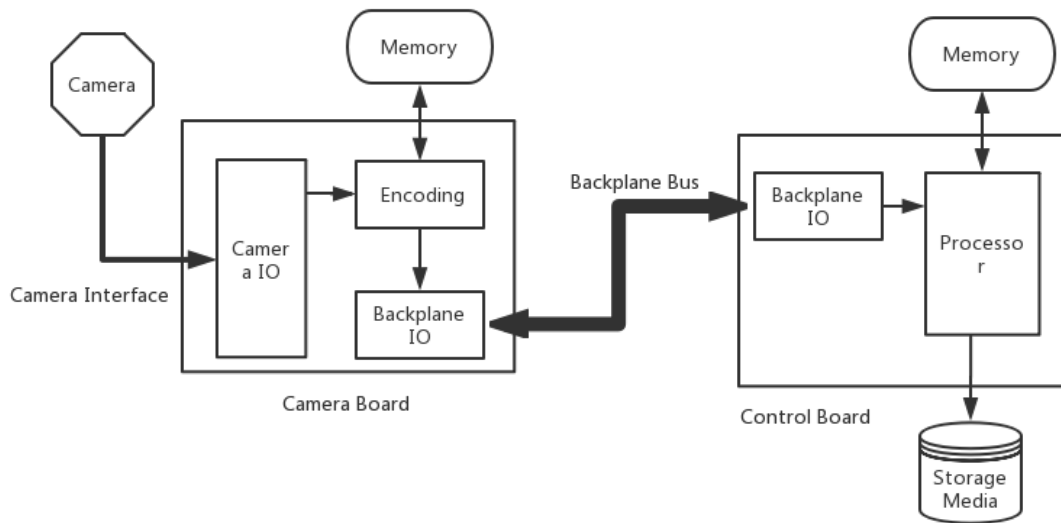 Camera
Memory
Camer
a IO
Encoding
Backplane
IO
Camera Interface
Camera Board
Backplane Bus
Memory
Backplane
IO
Processo
r
Control Board
Storage
Media